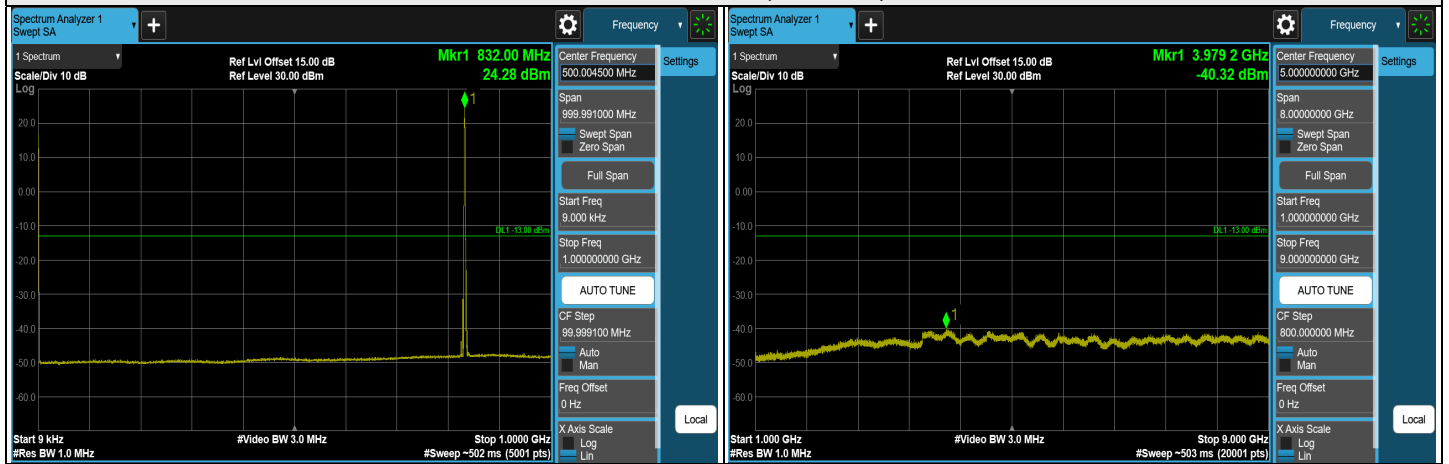 Spectrum Analyzer 1
Swept SA
Frequency
1 Spectrum
Scale/Div 10 dB
Log
Ref Lvl Offset 15.00 dB
Ref Level 30.00 dBm
Mkr1 832.00 MHz
24.28 dBm
1
20.0
10.0
0.00
-10.0
DL1 -13.00 dBm
-20.0
-30.0
-40.0
-50.0
-60.0
Start 9 kHz
#Res BW 1.0 MHz
#Video BW 3.0 MHz
Stop 1.0000 GHz
#Sweep ~502 ms (5001 pts)
Center Frequency
500.004500 MHz
Span
999.991000 MHz
Swept Span
Zero Span
Full Span
Start Freq
9.000 kHz
Stop Freq
1.000000000 GHz
AUTO TUNE
CF Step
99.999100 MHz
Auto
Man
Freq Offset
0 Hz
X Axis Scale
Log
Lin
Settings
Local
Spectrum Analyzer 1
Swept SA
Frequency
1 Spectrum
Scale/Div 10 dB
Log
Ref Lvl Offset 15.00 dB
Ref Level 30.00 dBm
Mkr1 3.979 2 GHz
-40.32 dBm
20.0
10.0
0.00
-10.0
DL1 -13.00 dBm
-20.0
-30.0
1
-40.0
-50.0
-60.0
Start 1.000 GHz
#Res BW 1.0 MHz
#Video BW 3.0 MHz
Stop 9.000 GHz
#Sweep ~503 ms (20001 pts)
Center Frequency
5.000000000 GHz
Span
8.00000000 GHz
Swept Span
Zero Span
Full Span
Start Freq
1.000000000 GHz
Stop Freq
9.000000000 GHz
AUTO TUNE
CF Step
800.000000 MHz
Auto
Man
Freq Offset
0 Hz
X Axis Scale
Log
Lin
Settings
Local